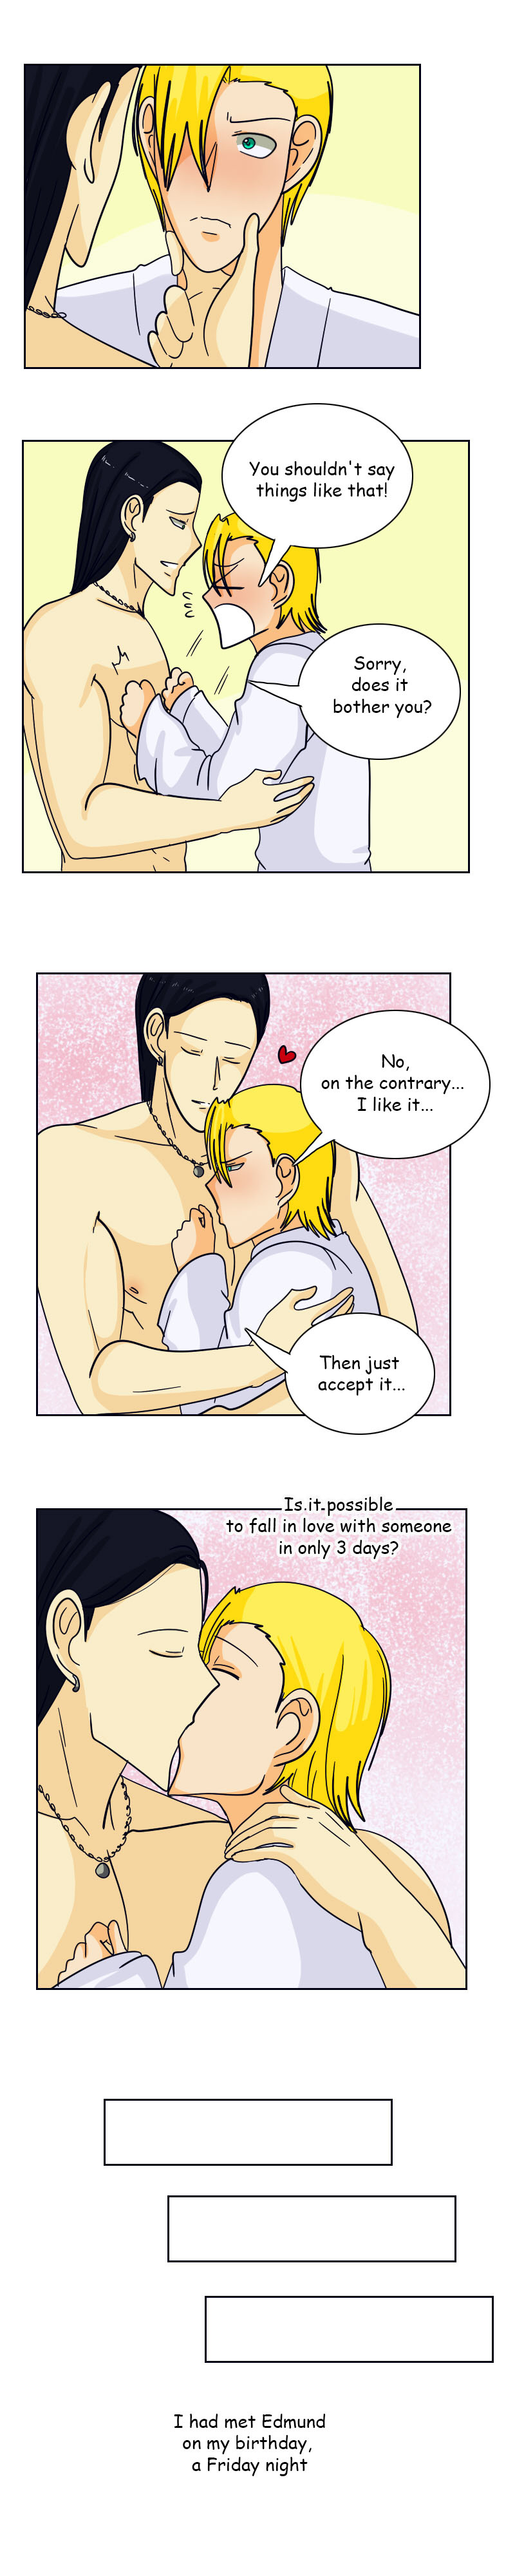 You shouldn't say
things like that!
Sorry,
does it
bother you?
No,
on the contrary...
I like it...
Then just
accept it...
Is it possible
to fall in love with someone
in only 3 days?
I had met Edmund
on my birthday,
a Friday night